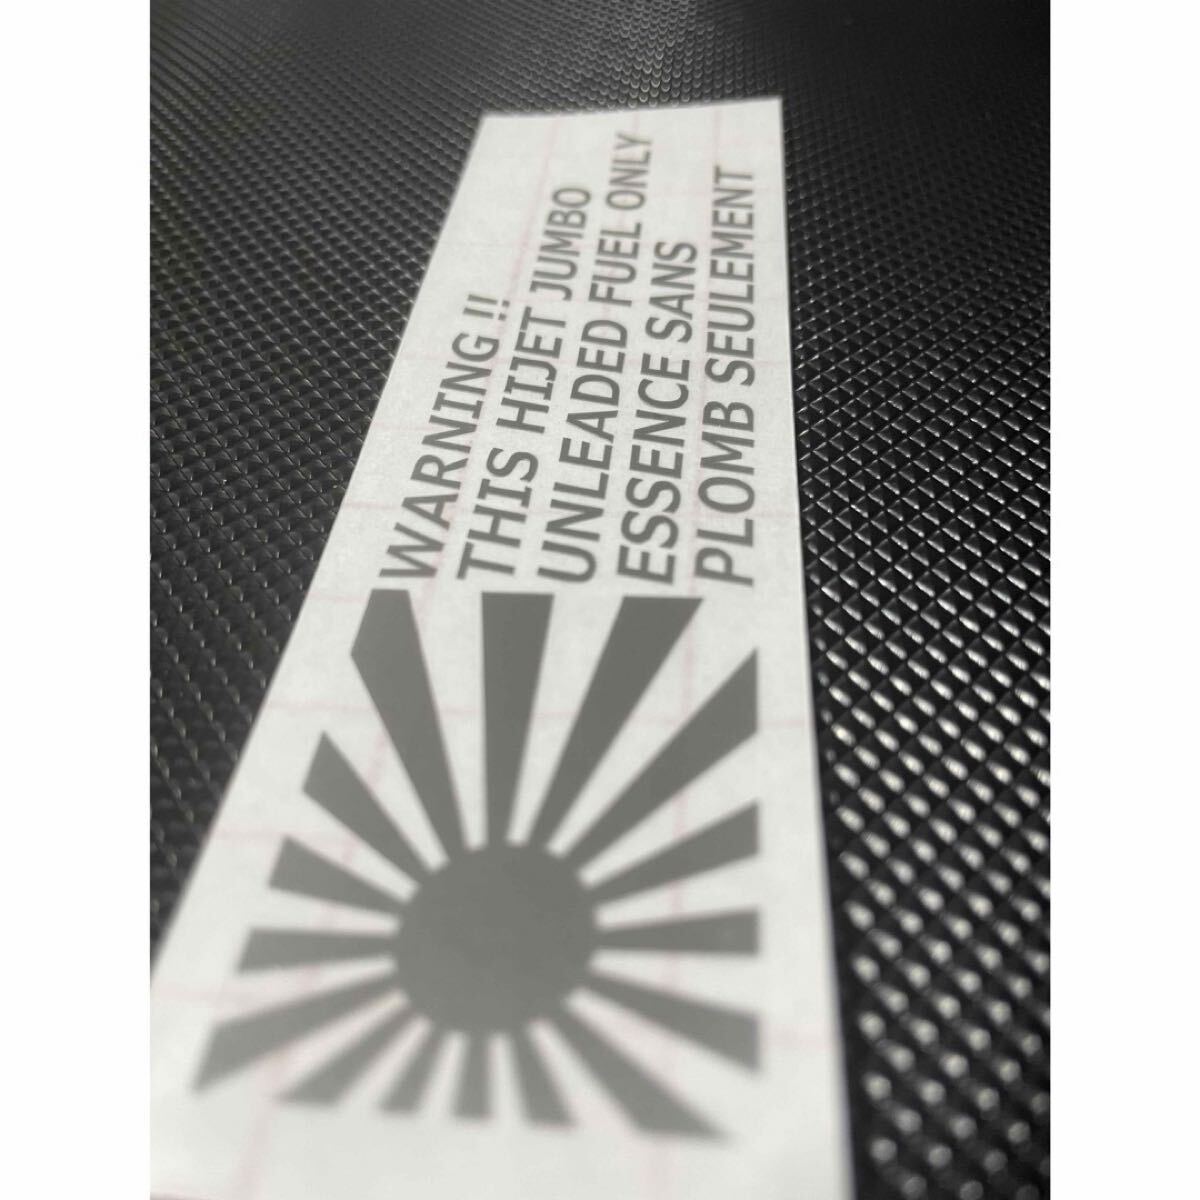 WARNING !!
THIS HIJET JUMBO
UNLEADED FUEL ONLY
ESSENCE SANS
PLOMB SEULEMENT